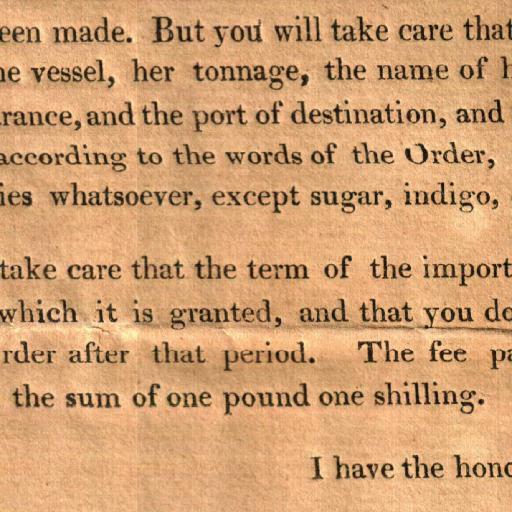 een made. But you will take care that
ne vessel, her tonnage, the name of h
rance, and the port of destination, and
according to the words of the Order,
ies whatsoever, except sugar, indigo,
take care that the term of the import
which it is granted, and that you do
rder after that period. The fee pa
the sum of one pound one shilling.
I have the hono